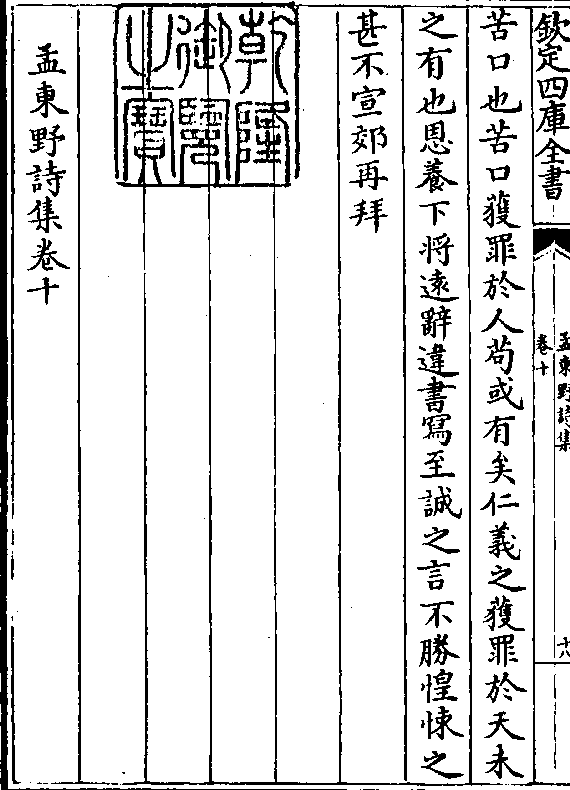 欽定四庫全書
孟東野詩集
卷十
十八
苦口也苦口獲罪於人茍或有矣仁義之獲罪於天未
之有也恩養下將遠辭違書寫至誠之言不勝惶悚之
甚不宣郊再拜
乾隆
御覽
之寶
孟東野詩集卷十